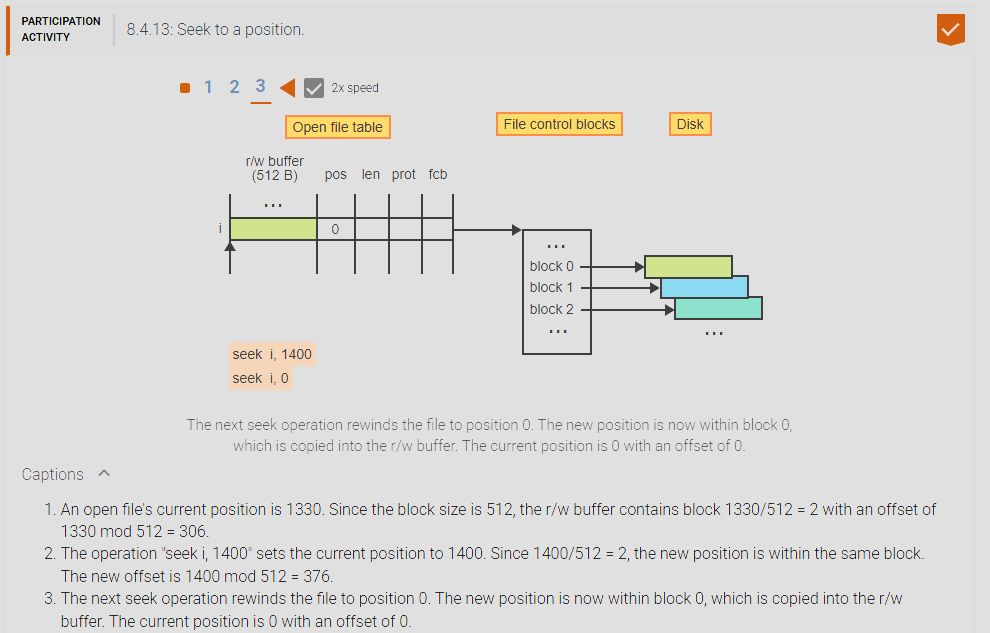 PARTICIPATION
ACTIVITY
8.4.13: Seek to a position.
1 2 3 2x speed
Open file table
File control blocks
Disk
r/w buffer
(512 B) pos len prot fcb
...
i 0
...
block 0
block 1
block 2
...
...
seek i, 1400
seek i, 0
The next seek operation rewinds the file to position 0. The new position is now within block 0,
which is copied into the r/w buffer. The current position is 0 with an offset of 0.
Captions
1. An open file's current position is 1330. Since the block size is 512, the r/w buffer contains block 1330/512 = 2 with an offset of
1330 mod 512 = 306.
2. The operation "seek i, 1400" sets the current position to 1400. Since 1400/512 = 2, the new position is within the same block.
The new offset is 1400 mod 512 = 376.
3. The next seek operation rewinds the file to position 0. The new position is now within block 0, which is copied into the r/w
buffer. The current position is 0 with an offset of 0.